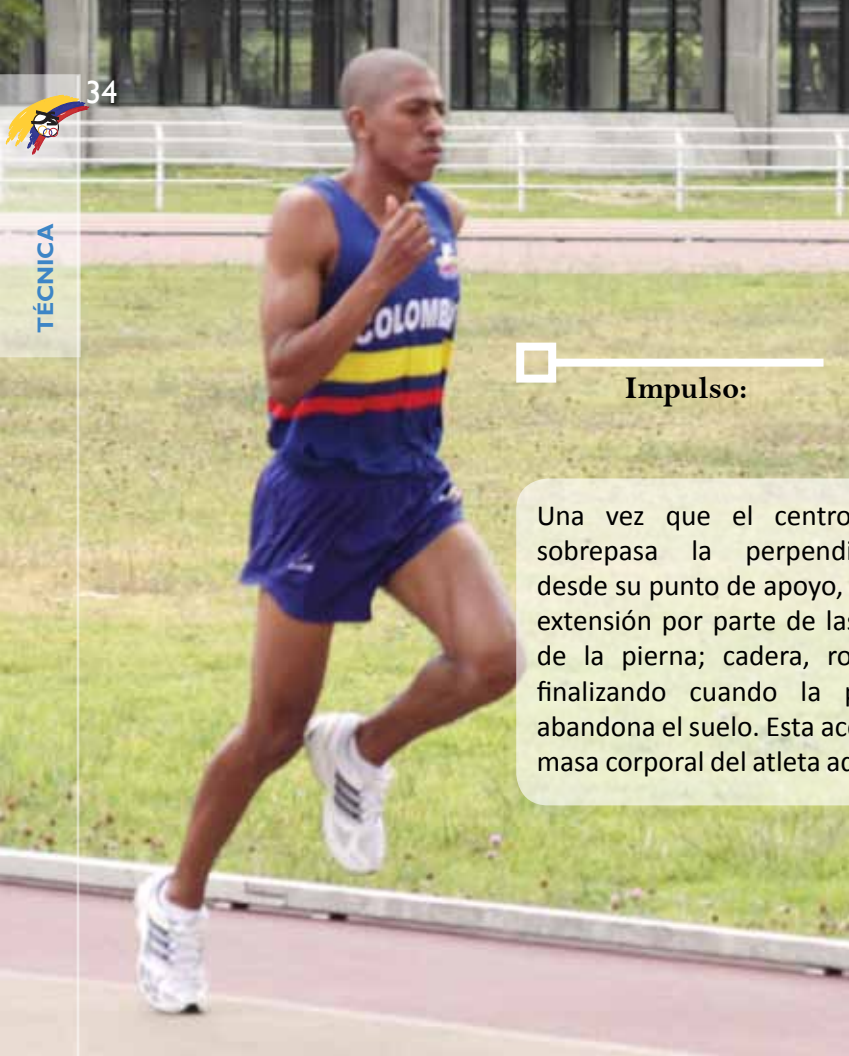 34
TÉCNICA
COLOMB
Impulso:
Una vez que el centro
sobrepasa la perpendi
desde su punto de apoyo,
extensión por parte de las
de la pierna; cadera, ro
finalizando cuando la p
abandona el suelo. Esta acc
masa corporal del atleta ad